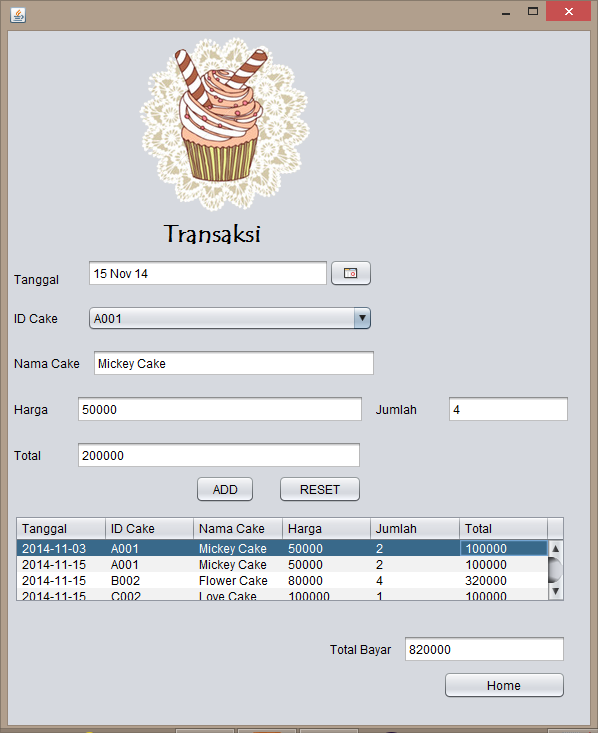 Transaksi
Tanggal 15 Nov 14
ID Cake A001
Nama Cake Mickey Cake
Harga 50000 Jumlah 4
Total 200000
ADD RESET
Tanggal ID Cake Nama Cake Harga Jumlah Total
2014-11-03 A001 Mickey Cake 50000 2 100000
2014-11-15 A001 Mickey Cake 50000 2 100000
2014-11-15 B002 Flower Cake 80000 4 320000
2014-11-15 C002 Love Cake 100000 1 100000
Total Bayar 820000
Home